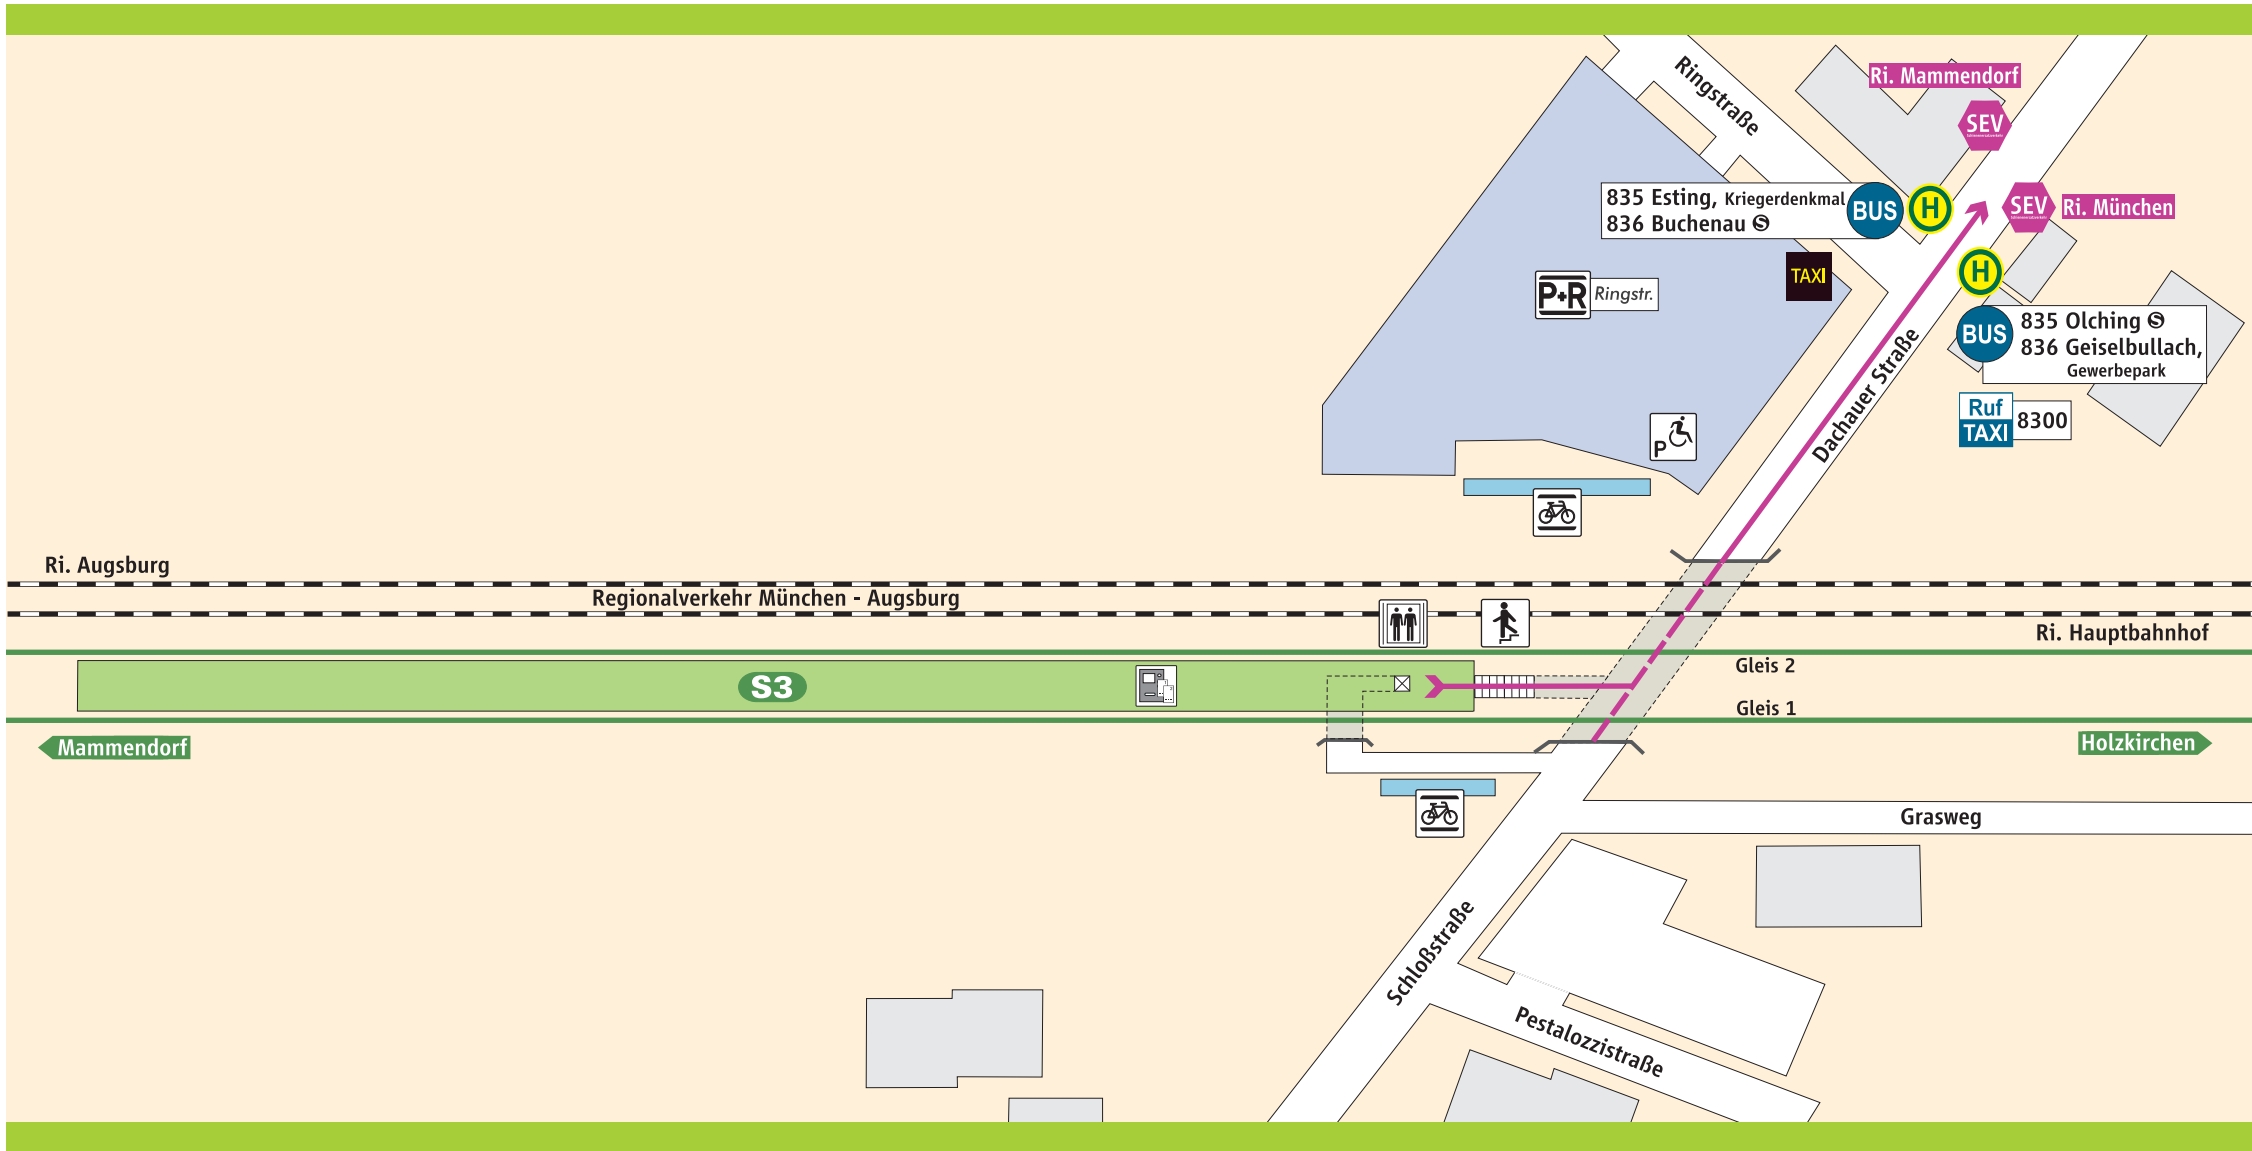 Ringstraße
Ri. Mammendorf
SEV
835 Esting, Kriegerdenkmal
836 Buchenau S
BUS
H
SEV
Ri. München
TAXI
P+R
Ringstr.
H
BUS
835 Olching S
836 Geiselbullach,
Gewerbepark
Ruf
TAXI
8300
Dachauer Straße
P
Ri. Augsburg
Regionalverkehr München - Augsburg
Ri. Hauptbahnhof
Gleis 2
S3
Gleis 1
Mammendorf
Holzkirchen
Grasweg
Schloßstraße
Pestalozzistraße